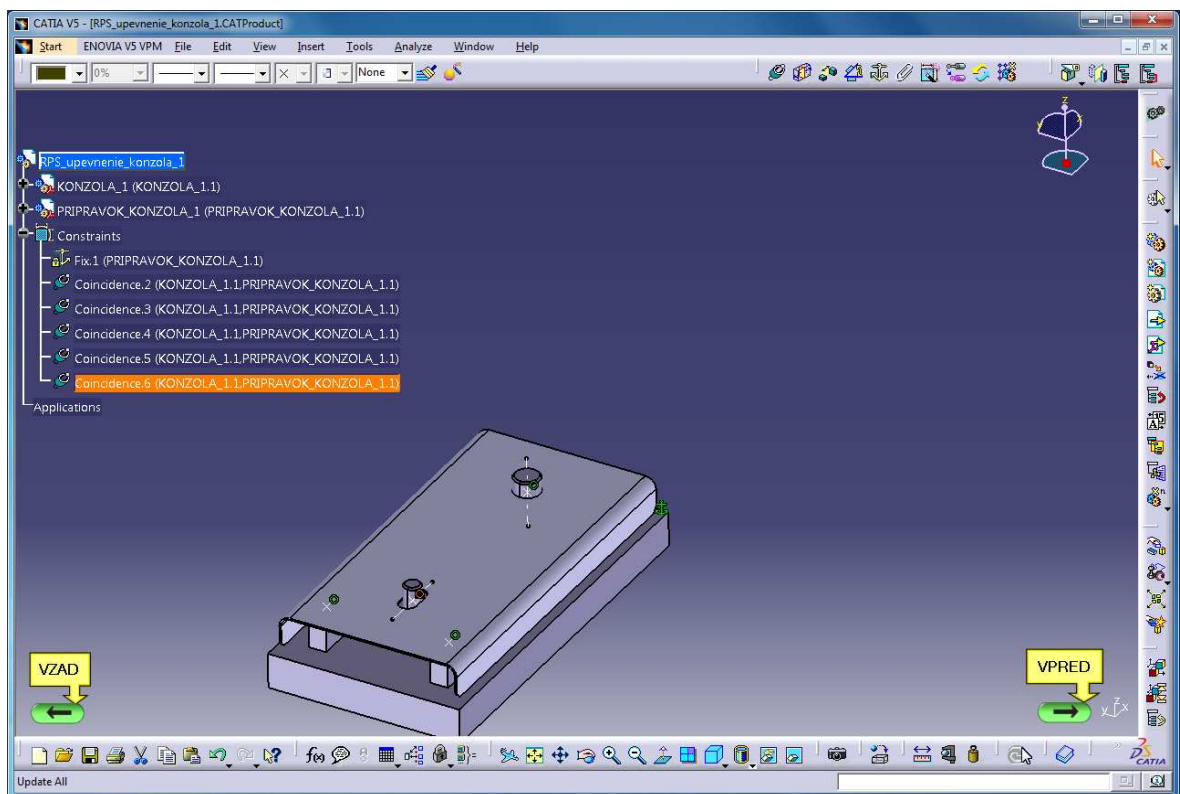 CATIA V5 - [RPS_upevnenie_konzola_1.CATProduct]
Start ENOVIA V5 VPM File Edit View Insert Tools Analyze Window Help
0% None
z
y x
RPS_upevnenie_konzola_1
KONZOLA_1 (KONZOLA_1.1)
PRIPRAVOK_KONZOLA_1 (PRIPRAVOK_KONZOLA_1.1)
Constraints
Fix.1 (PRIPRAVOK_KONZOLA_1.1)
Coincidence.2 (KONZOLA_1.1,PRIPRAVOK_KONZOLA_1.1)
Coincidence.3 (KONZOLA_1.1,PRIPRAVOK_KONZOLA_1.1)
Coincidence.4 (KONZOLA_1.1,PRIPRAVOK_KONZOLA_1.1)
Coincidence.5 (KONZOLA_1.1,PRIPRAVOK_KONZOLA_1.1)
Coincidence.6 (KONZOLA_1.1,PRIPRAVOK_KONZOLA_1.1)
Applications
VZAD
VPRED
y z x
f(x)
CATIA
Update All